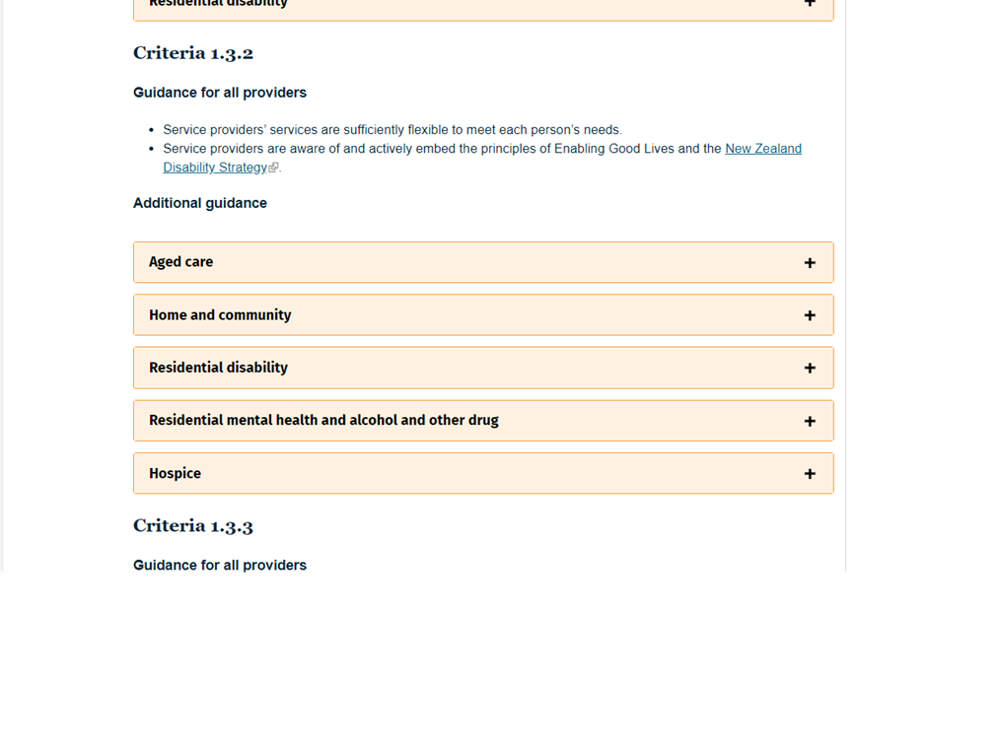 Residential disability +
Criteria 1.3.2
Guidance for all providers
• Service providers’ services are sufficiently flexible to meet each person’s needs.
• Service providers are aware of and actively embed the principles of Enabling Good Lives and the New Zealand
Disability Strategy.
Additional guidance
Aged care +
Home and community +
Residential disability +
Residential mental health and alcohol and other drug +
Hospice +
Criteria 1.3.3
Guidance for all providers